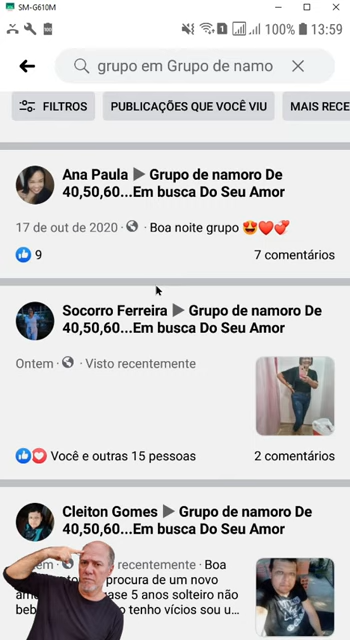 SM-G610M
100% 13:59
grupo em Grupo de namo
FILTROS
PUBLICAÇÕES QUE VOCÊ VIU
MAIS RECE
Ana Paula ▶ Grupo de namoro De
40,50,60...Em busca Do Seu Amor
17 de out de 2020 · Boa noite grupo 😍❤️💞
9
7 comentários
Socorro Ferreira ▶ Grupo de namoro De
40,50,60...Em busca Do Seu Amor
Ontem · Visto recentemente
Você e outras 15 pessoas
2 comentários
Cleiton Gomes ▶ Grupo de namoro De
40,50,60...Em busca Do Seu Amor
recentemente · Boa
procura de um novo
5 anos solteiro não
tenho vícios sou u...